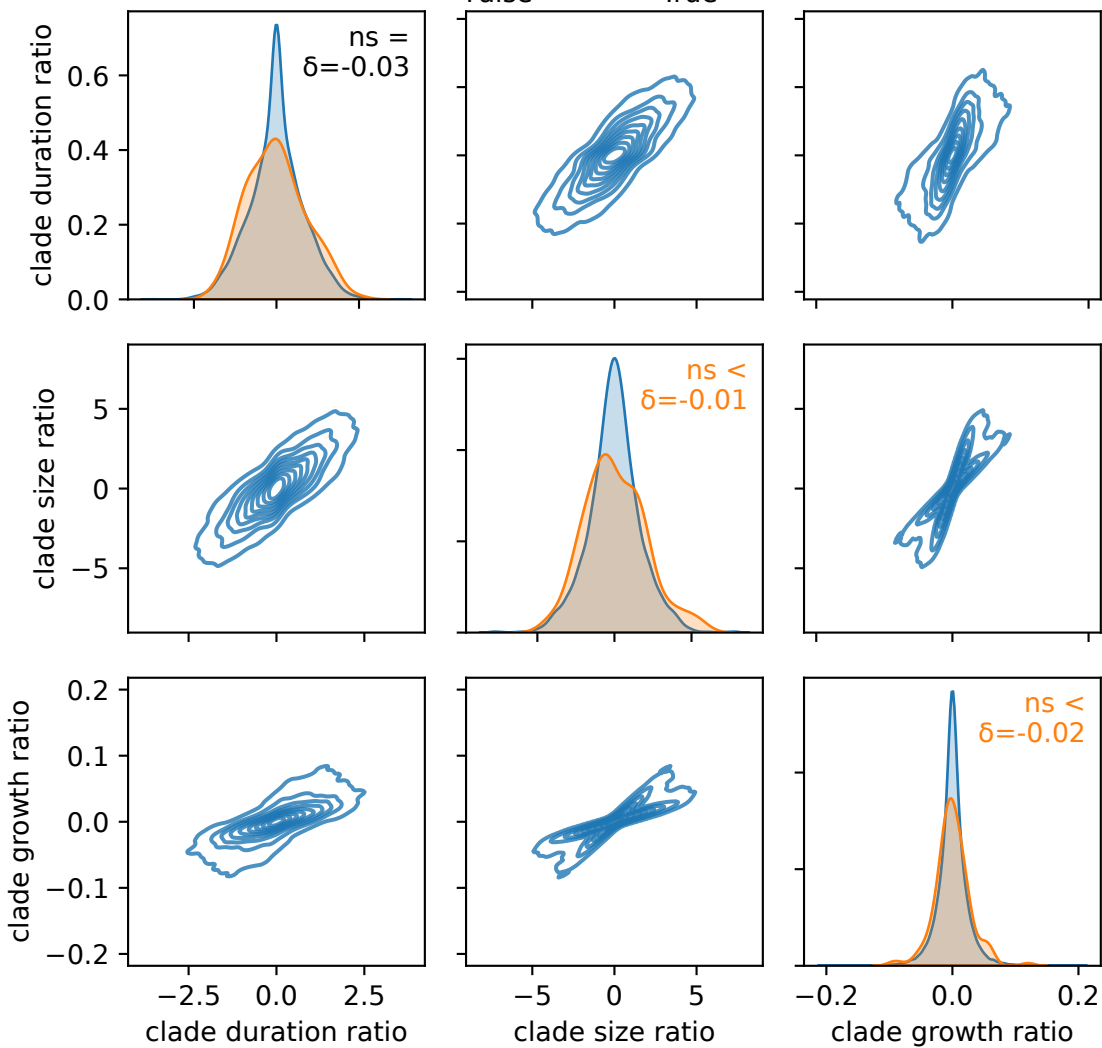 clade duration ratio
0.6
0.4
0.2
0.0
ns =
δ=-0.03
clade size ratio
5
0
−5
ns <
δ=-0.01
clade growth ratio
0.2
0.1
0.0
−0.1
−0.2
ns <
δ=-0.02
−2.5 0.0 2.5
−5 0 5
−0.2 0.0 0.2
clade duration ratio
clade size ratio
clade growth ratio